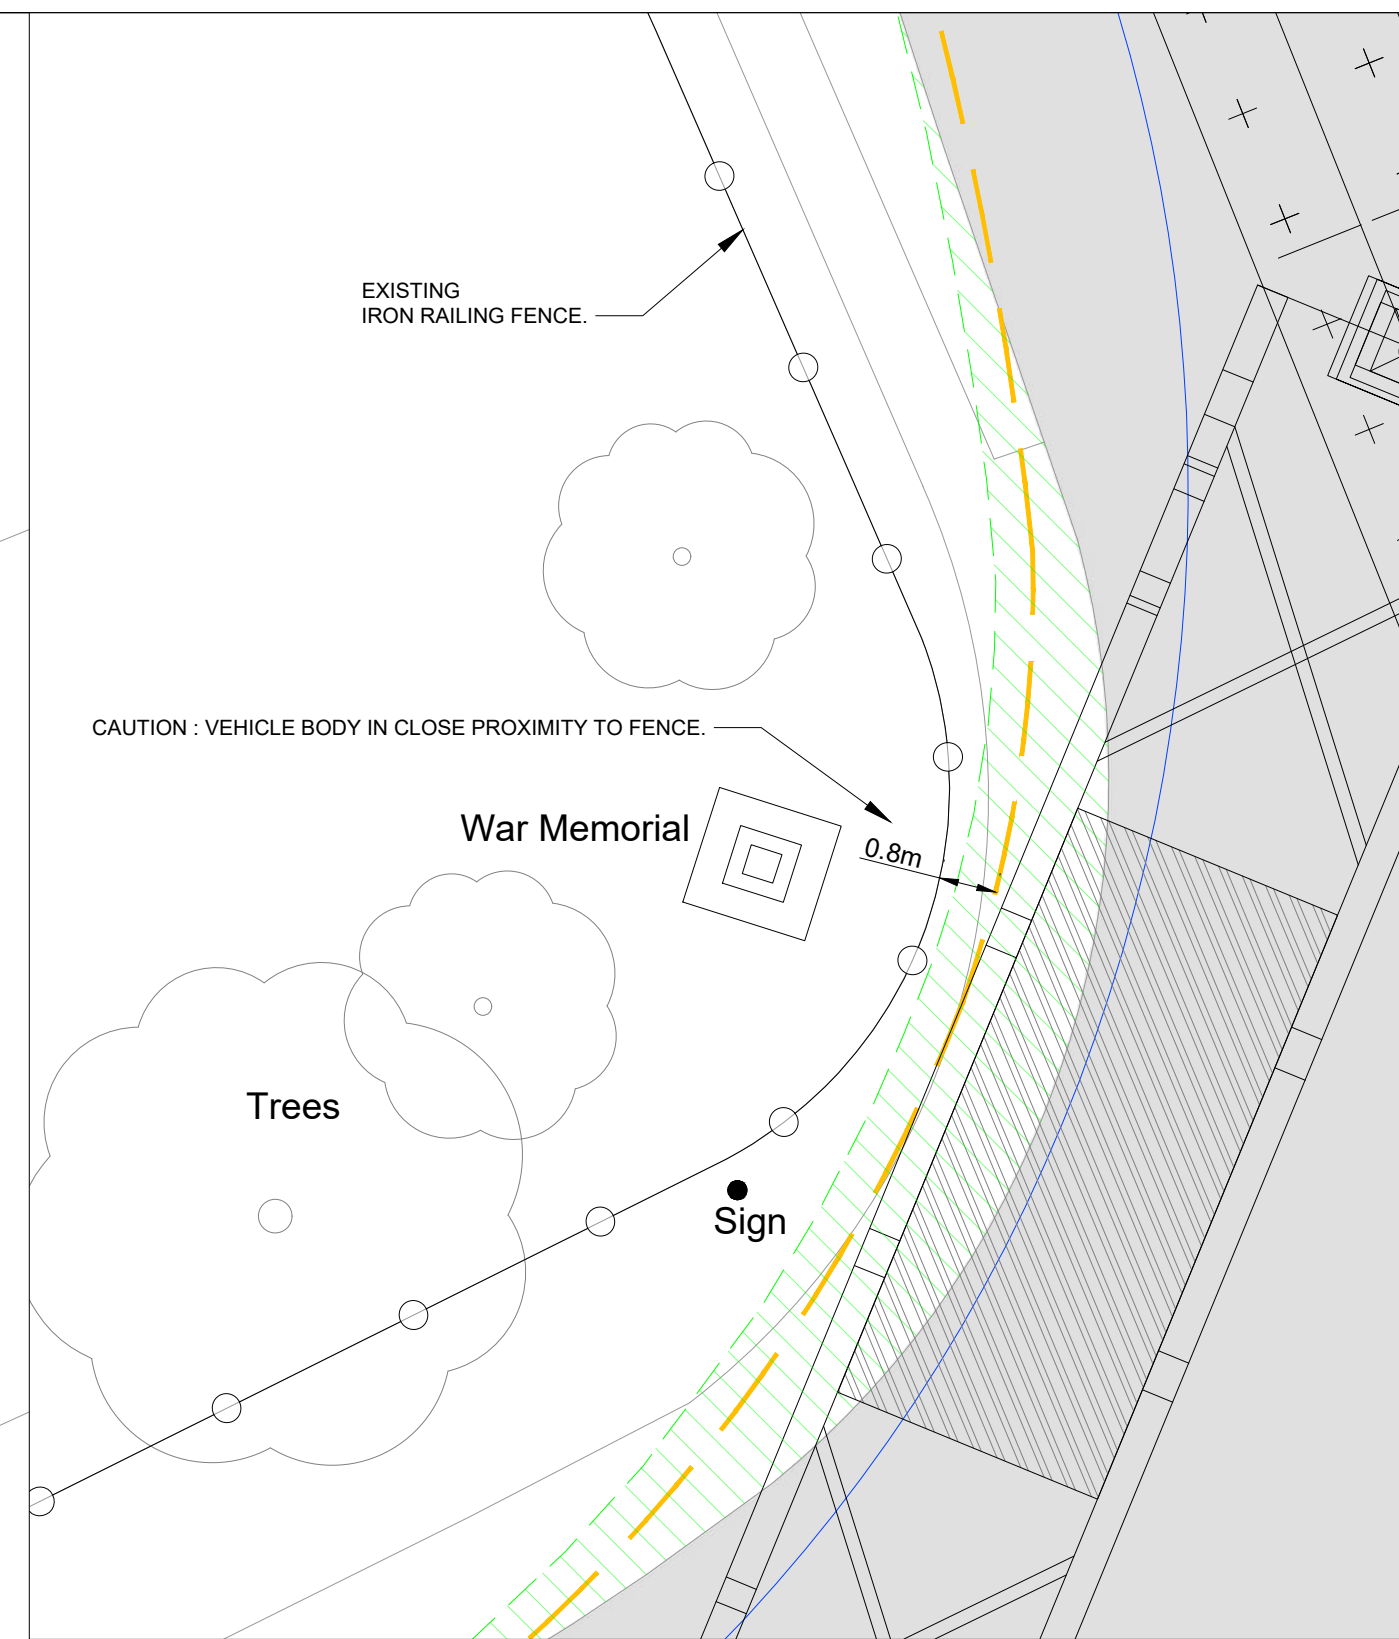 EXISTING
IRON RAILING FENCE.
CAUTION : VEHICLE BODY IN CLOSE PROXIMITY TO FENCE.
War Memorial
0.8m
Trees
Sign